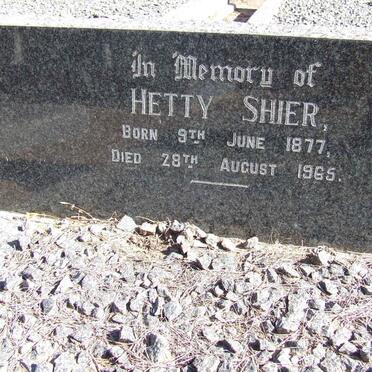 In Memory of
HETTY SHIER,
BORN 9TH JUNE 1877,
DIED 28TH AUGUST 1965.